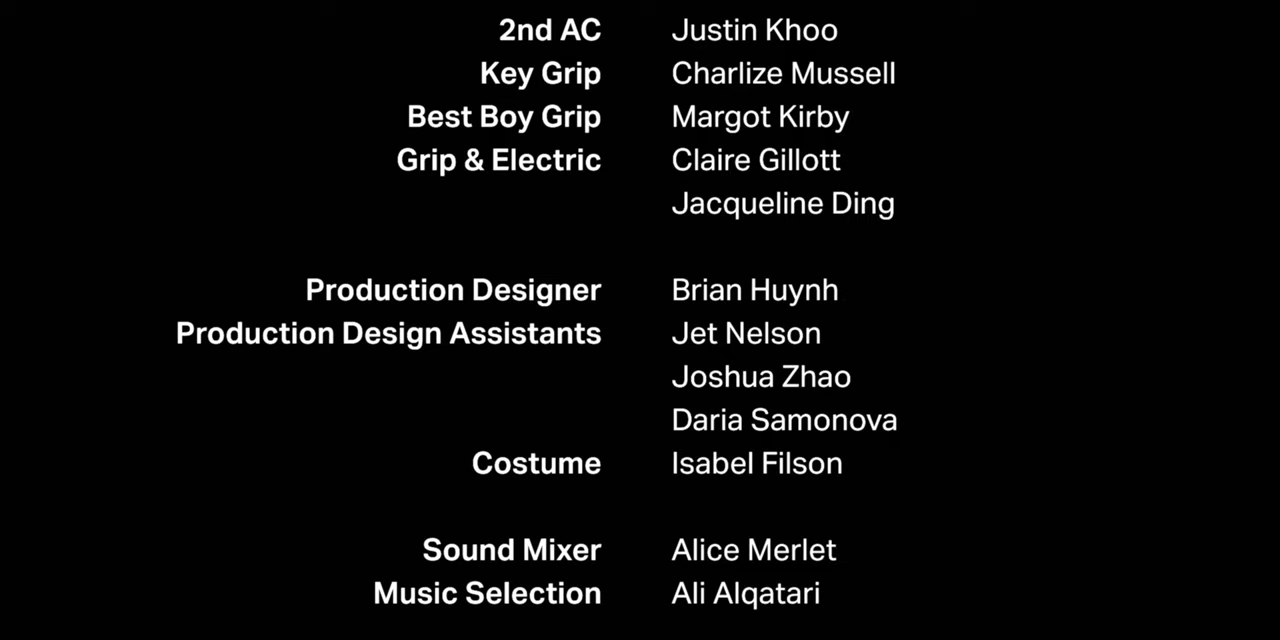 2nd AC Justin Khoo
Key Grip Charlize Mussell
Best Boy Grip Margot Kirby
Grip & Electric Claire Gillott
Jacqueline Ding
Production Designer Brian Huynh
Production Design Assistants Jet Nelson
Joshua Zhao
Daria Samonova
Costume Isabel Filson
Sound Mixer Alice Merlet
Music Selection Ali Alqatari